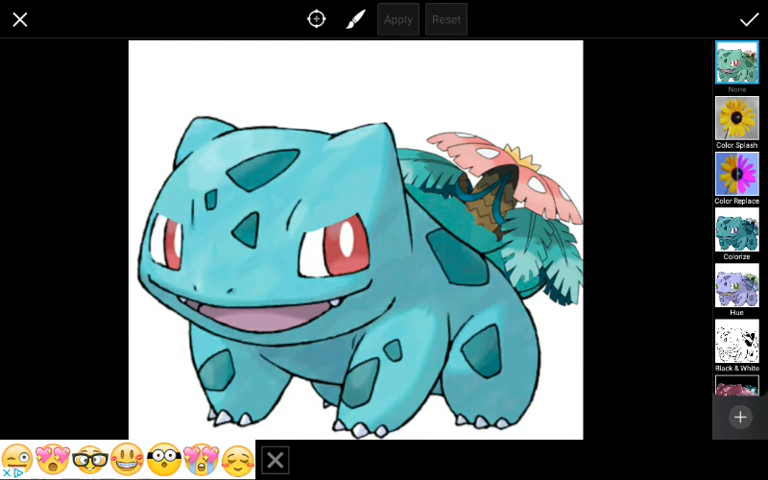 Apply
Reset
None
Color Splash
Color Replace
Colorize
Hue
Black & White